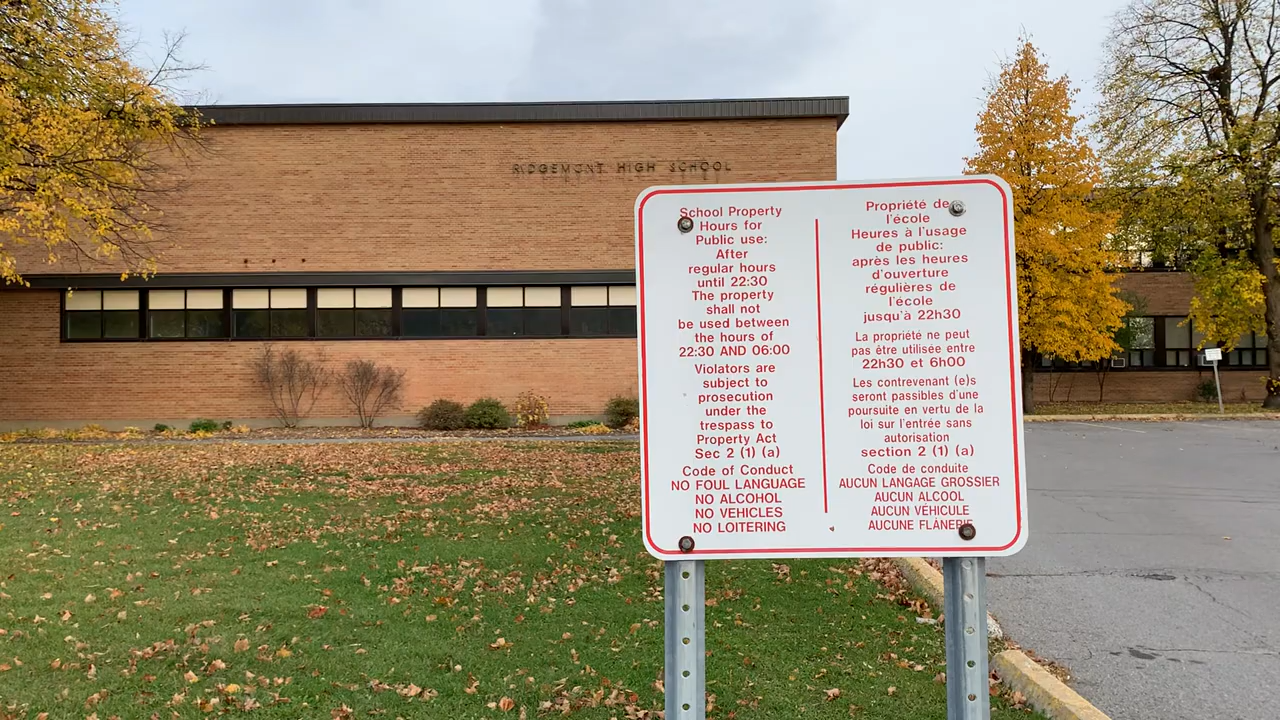 RIDGEMONT HIGH SCHOOL
School Property
Hours for
Public use:
After
regular hours
until 22:30
The property
shall not
be used between
the hours of
22:30 AND 06:00
Violators are
subject to
prosecution
under the
trespass to
Property Act
Sec 2 (1) (a)
Code of Conduct
NO FOUL LANGUAGE
NO ALCOHOL
NO VEHICLES
NO LOITERING
Propriété de
l'école
Heures à l'usage
de public:
après les heures
d'ouverture
régulières de
l'école
jusqu'à 22h30
La propriété ne peut
pas être utilisée entre
22h30 et 6h00
Les contrevenant (e)s
seront passibles d'une
poursuite en vertu de la
loi sur l'entrée sans
autorisation
section 2 (1) (a)
Code de conduite
AUCUN LANGAGE GROSSIER
AUCUN ALCOOL
AUCUN VÉHICULE
AUCUNE FLÂNERIE